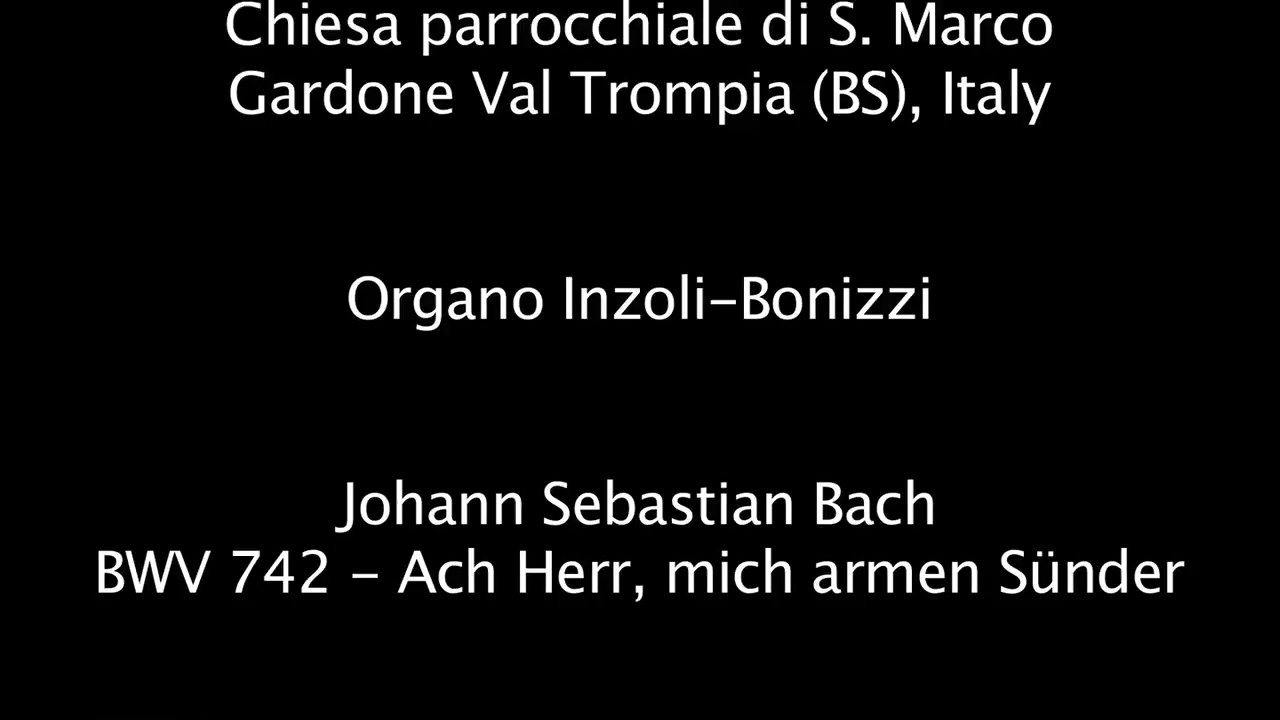 Chiesa parrocchiale di S. Marco
Gardone Val Trompia (BS), Italy
Organo Inzoli-Bonizzi
Johann Sebastian Bach
BWV 742 - Ach Herr, mich armen Sünder